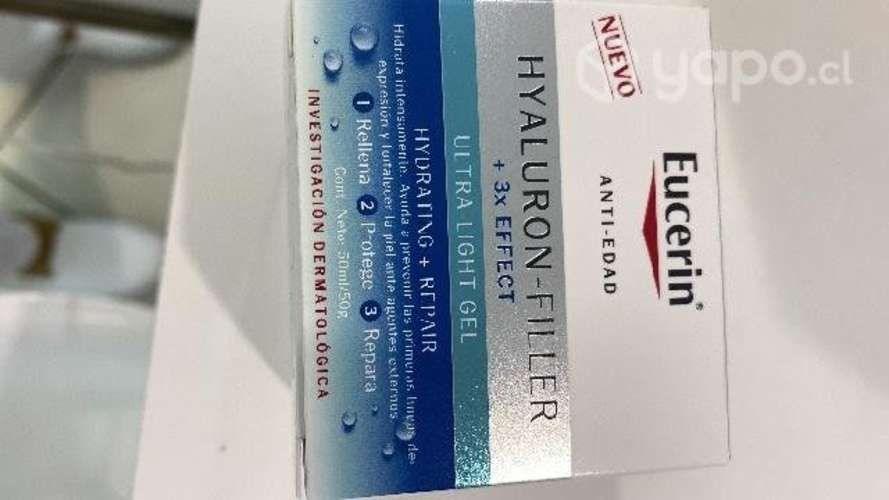 NUEVO
yapo.cl
Eucerin®
ANTI-EDAD
HYALURON-FILLER
+ 3x EFFECT
ULTRA LIGHT GEL
HYDRATING + REPAIR
Hidrata intensamente. Ayuda a prevenir las primeras líneas de
expresión y fortalecer la piel ante agentes externos
1 Rellena 2 Protege 3 Repara
Cont. Neto: 50ml/50g
INVESTIGACIÓN DERMATOLÓGICA